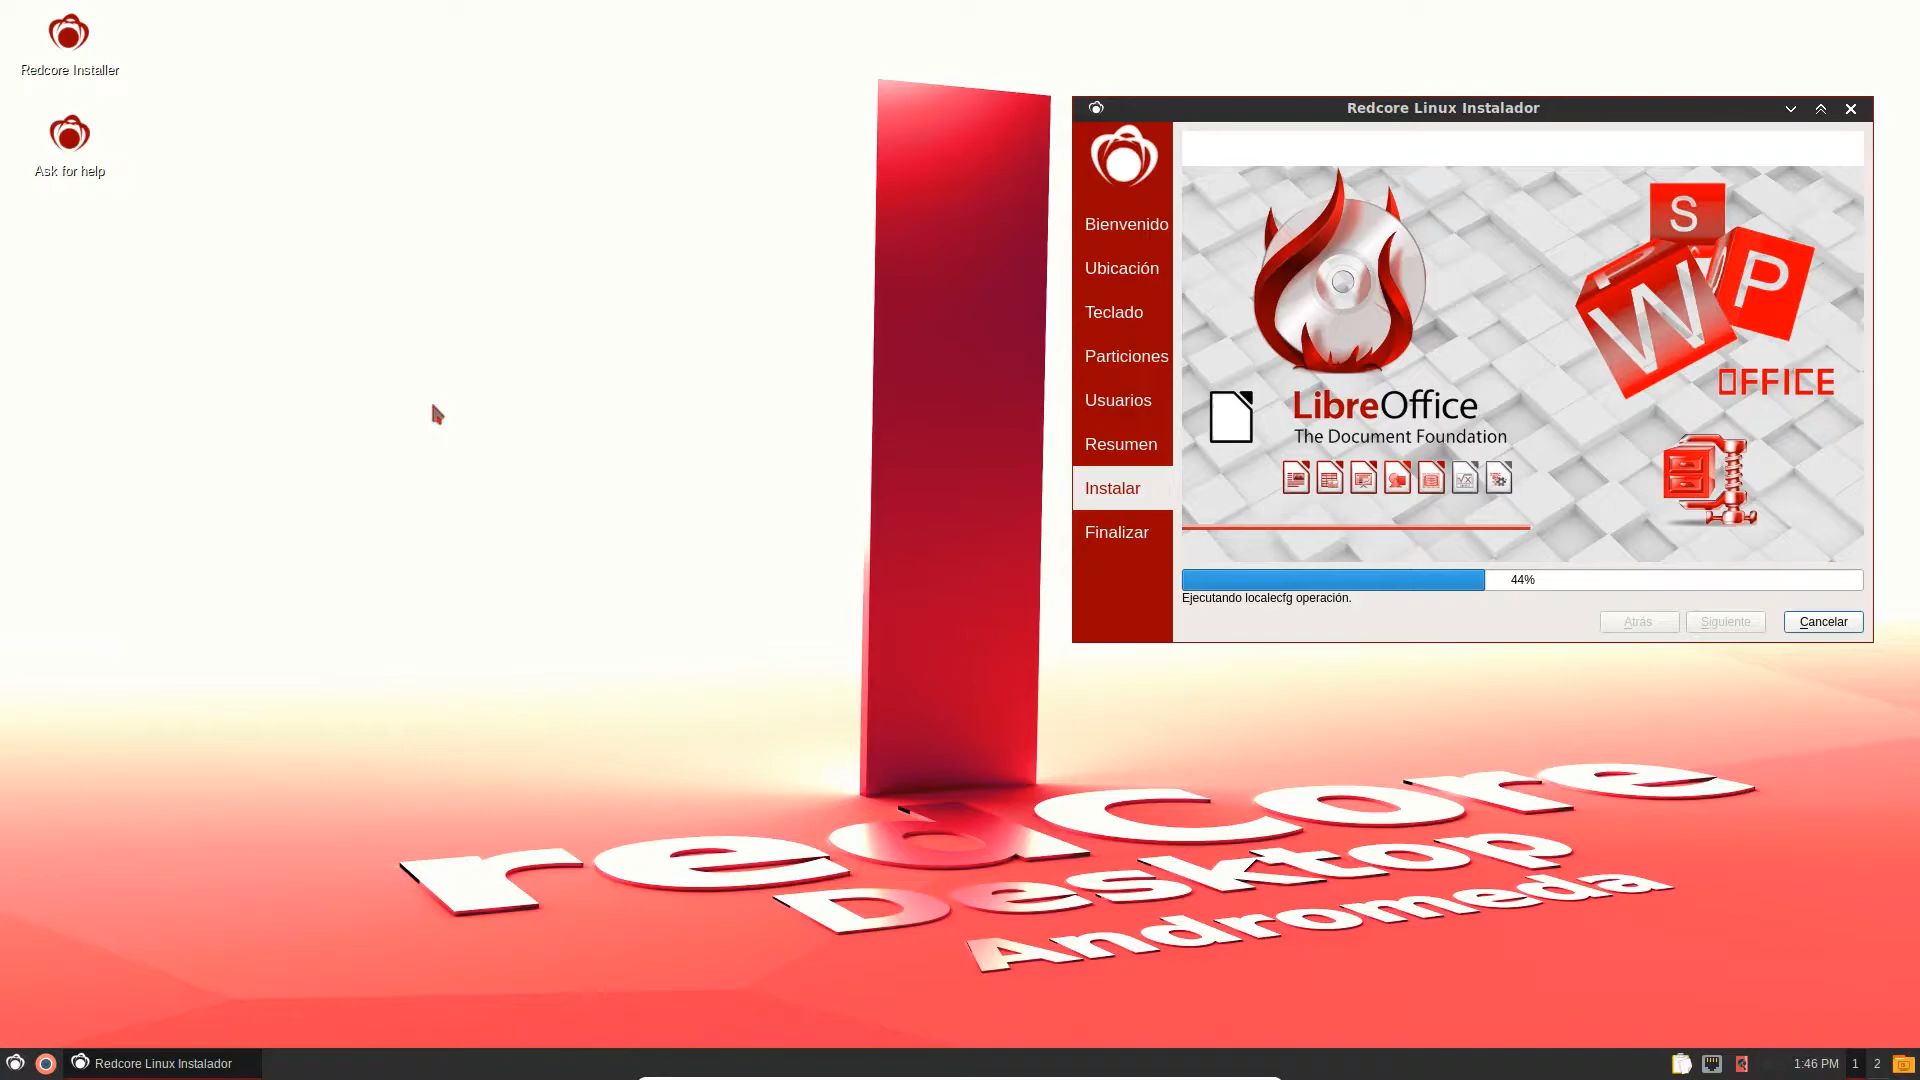 Redcore Installer
Ask for help
Redcore Linux Instalador
Bienvenido
Ubicación
Teclado
Particiones
Usuarios
Resumen
Instalar
Finalizar
S
W
P
P
OFFICE
LibreOffice
The Document Foundation
44%
Ejecutando localecfg operación.
Atrás
Siguiente
Cancelar
redcore
Desktop
Andromeda
Redcore Linux Instalador
1:46 PM
1
2